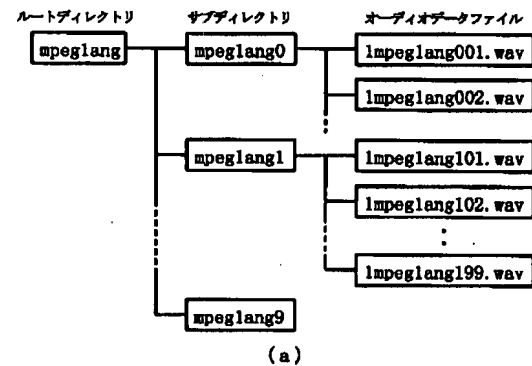 ルートディレクトリ サブディレクトリ オーディオデータファイル
mpeglang mpeglang0 lmpeglang001.wav
lmpeglang002.wav
mpeglang1 lmpeglang101.wav
lmpeglang102.wav
lmpeglang199.wav
mpeglang9
(a)